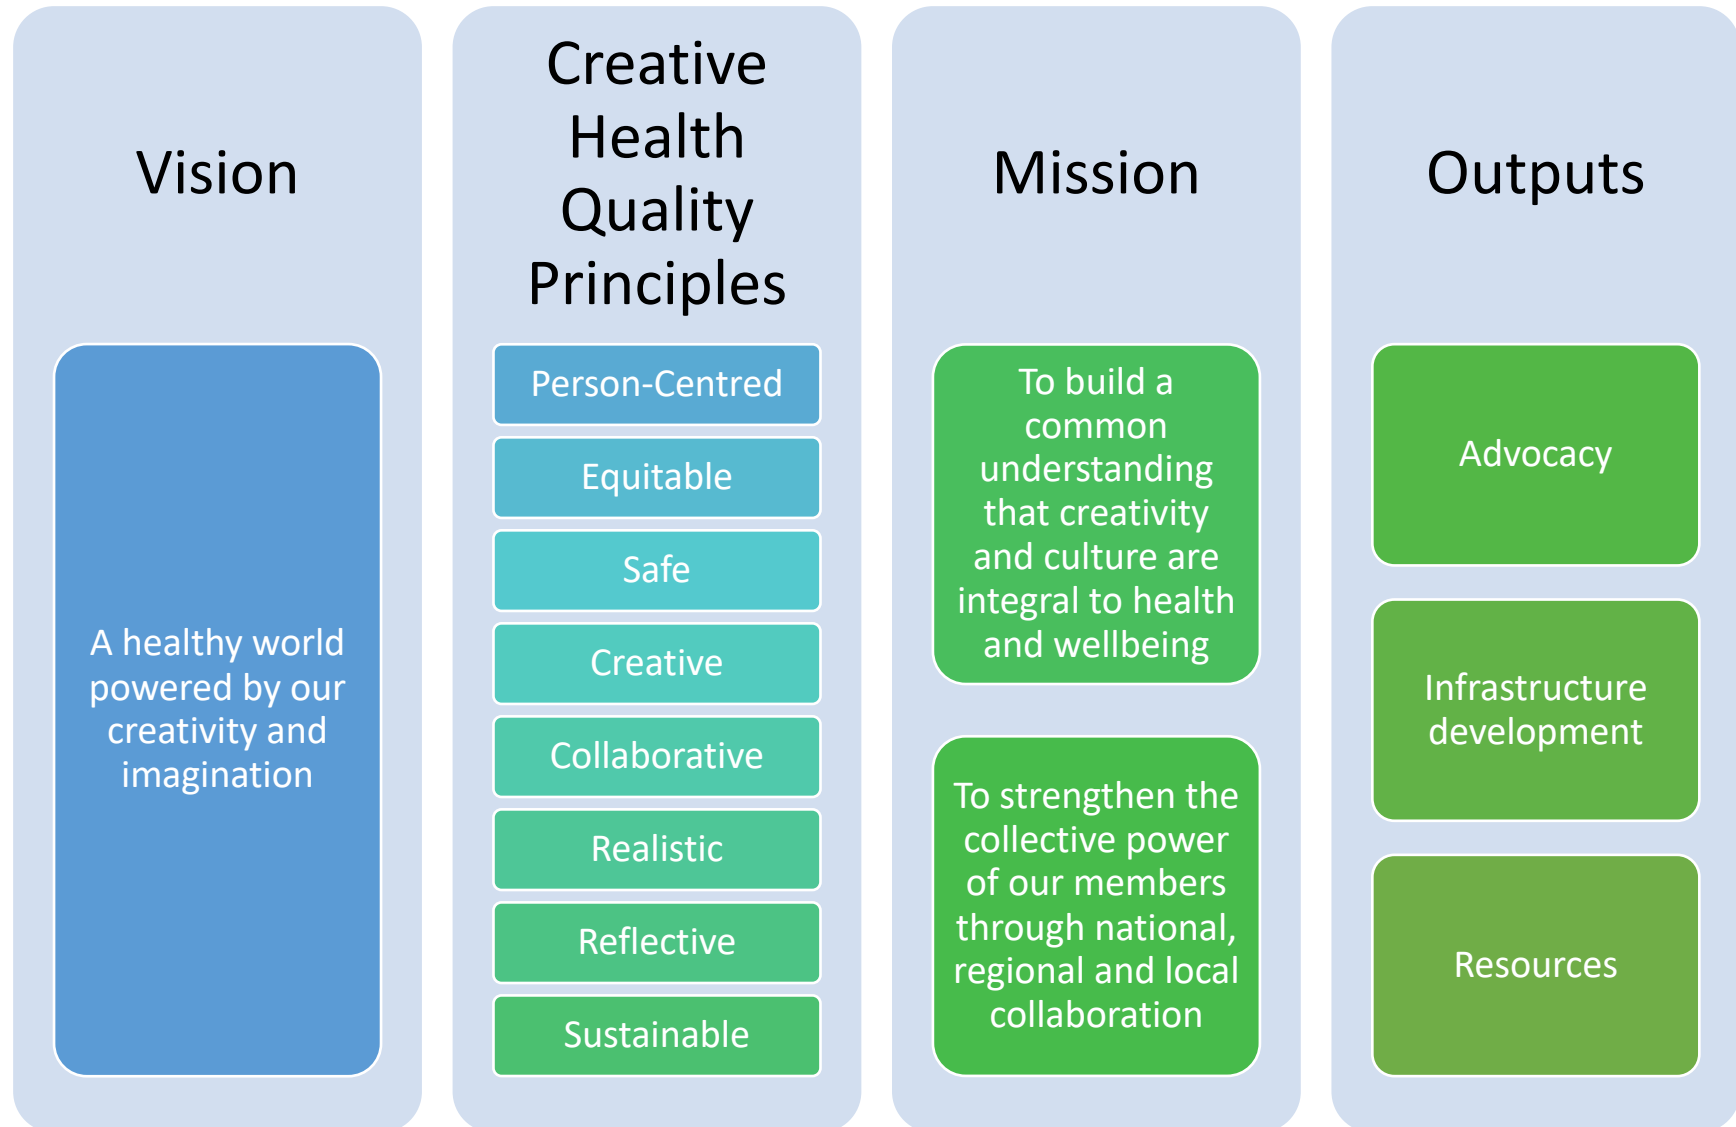 Vision
A healthy world
powered by our
creativity and
imagination
Creative
Health
Quality
Principles
Person-Centred
Equitable
Safe
Creative
Collaborative
Realistic
Reflective
Sustainable
Mission
To build a
common
understanding
that creativity
and culture are
integral to health
and wellbeing
To strengthen the
collective power
of our members
through national,
regional and local
collaboration
Outputs
Advocacy
Infrastructure
development
Resources